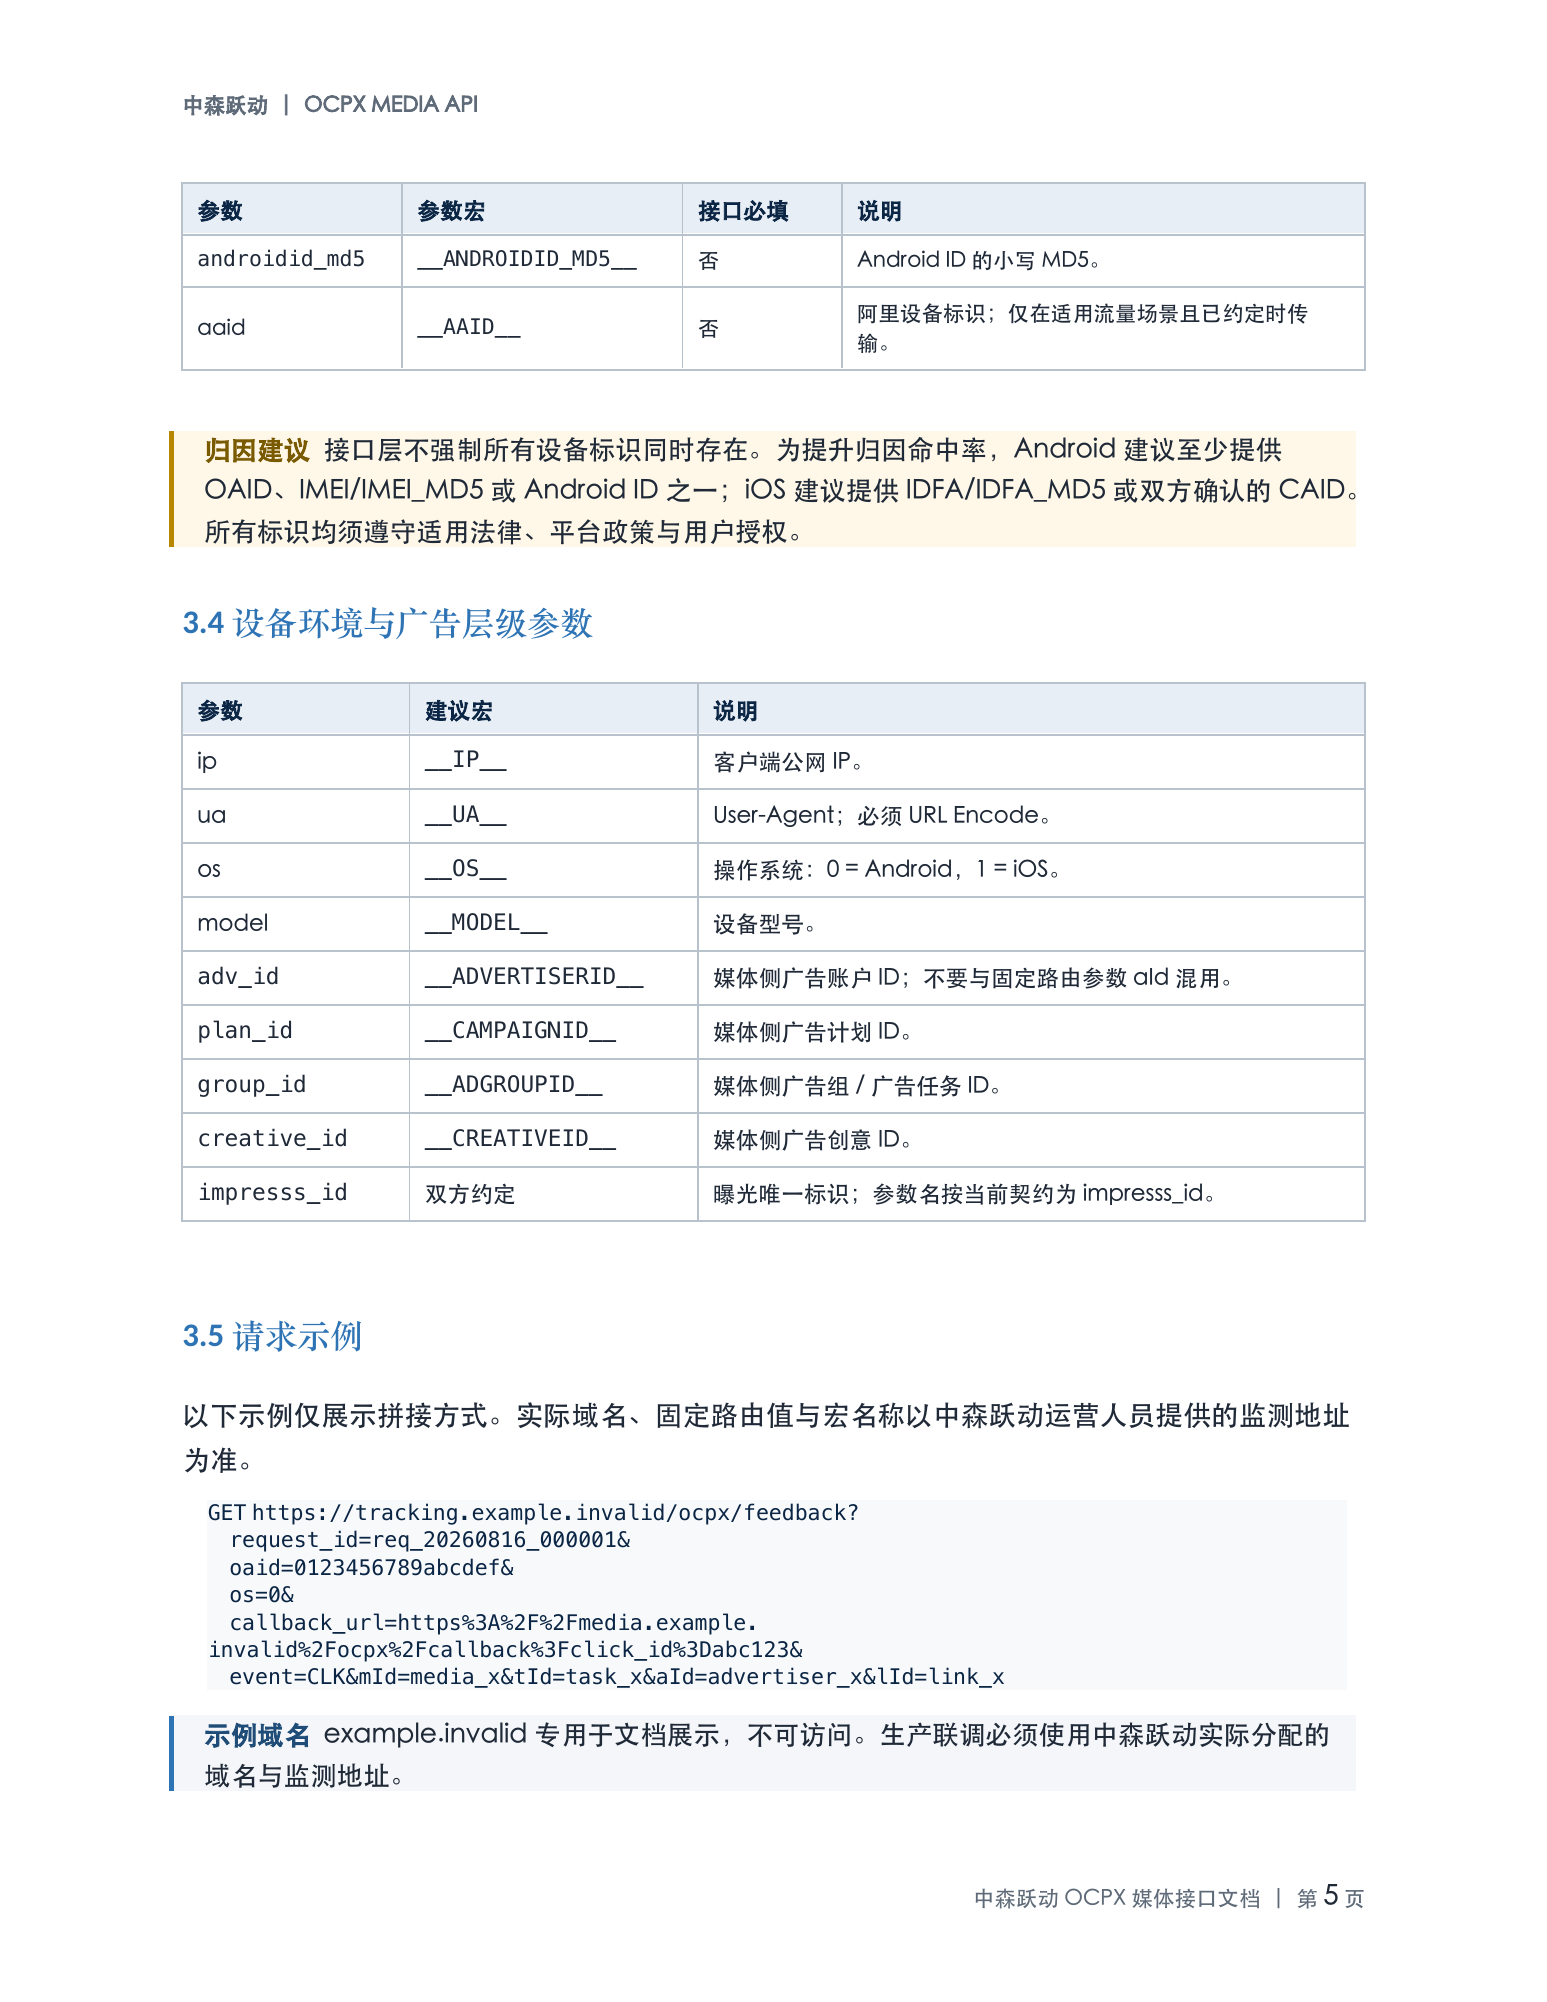 中森跃动 | OCPX MEDIA API
参数 参数宏 接口必填 说明
androidid_md5 __ANDROIDID_MD5__ 否 Android ID 的小写 MD5。
aaid __AAID__ 否 阿里设备标识；仅在适用流量场景且已约定时传
输。
归因建议 接口层不强制所有设备标识同时存在。为提升归因命中率，Android 建议至少提供
OAID、IMEI/IMEI_MD5 或 Android ID 之一；iOS 建议提供 IDFA/IDFA_MD5 或双方确认的 CAID。
所有标识均须遵守适用法律、平台政策与用户授权。
3.4 设备环境与广告层级参数
参数 建议宏 说明
ip __IP__ 客户端公网 IP。
ua __UA__ User-Agent；必须 URL Encode。
os __OS__ 操作系统：0 = Android，1 = iOS。
model __MODEL__ 设备型号。
adv_id __ADVERTISERID__ 媒体侧广告账户 ID；不要与固定路由参数 aId 混用。
plan_id __CAMPAIGNID__ 媒体侧广告计划 ID。
group_id __ADGROUPID__ 媒体侧广告组 / 广告任务 ID。
creative_id __CREATIVEID__ 媒体侧广告创意 ID。
impresss_id 双方约定 曝光唯一标识；参数名按当前契约为 impresss_id。
3.5 请求示例
以下示例仅展示拼接方式。实际域名、固定路由值与宏名称以中森跃动运营人员提供的监测地址
为准。
GET https://tracking.example.invalid/ocpx/feedback?
request_id=req_20260816_000001&
oaid=0123456789abcdef&
os=0&
callback_url=https%3A%2F%2Fmedia.example.
invalid%2Focpx%2Fcallback%3Fclick_id%3Dabc123&
event=CLK&mId=media_x&tId=task_x&aId=advertiser_x&lId=link_x
示例域名 example.invalid 专用于文档展示，不可访问。生产联调必须使用中森跃动实际分配的
域名与监测地址。
中森跃动 OCPX 媒体接口文档 | 第 5 页